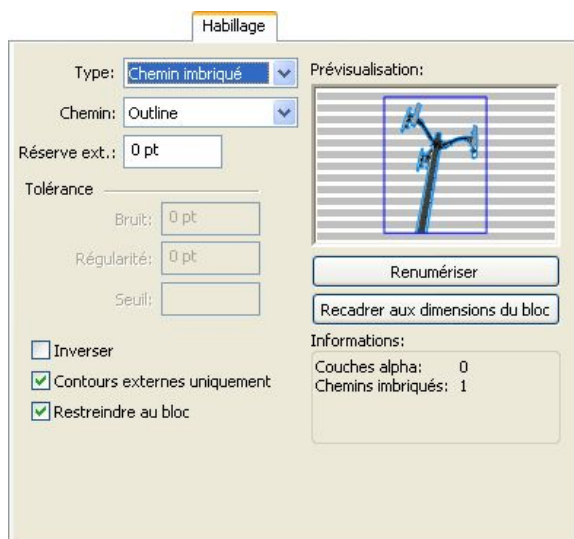 Habillage
Type: Chemin imbriqué
Chemin: Outline
Réserve ext.: 0 pt
Tolérance
Bruit: 0 pt
Régularité: 0 pt
Seuil:
Inverser
Contours externes uniquement
Restreindre au bloc
Prévisualisation:
Renumériser
Recadrer aux dimensions du bloc
Informations:
Couches alpha: 0
Chemins imbriqués: 1